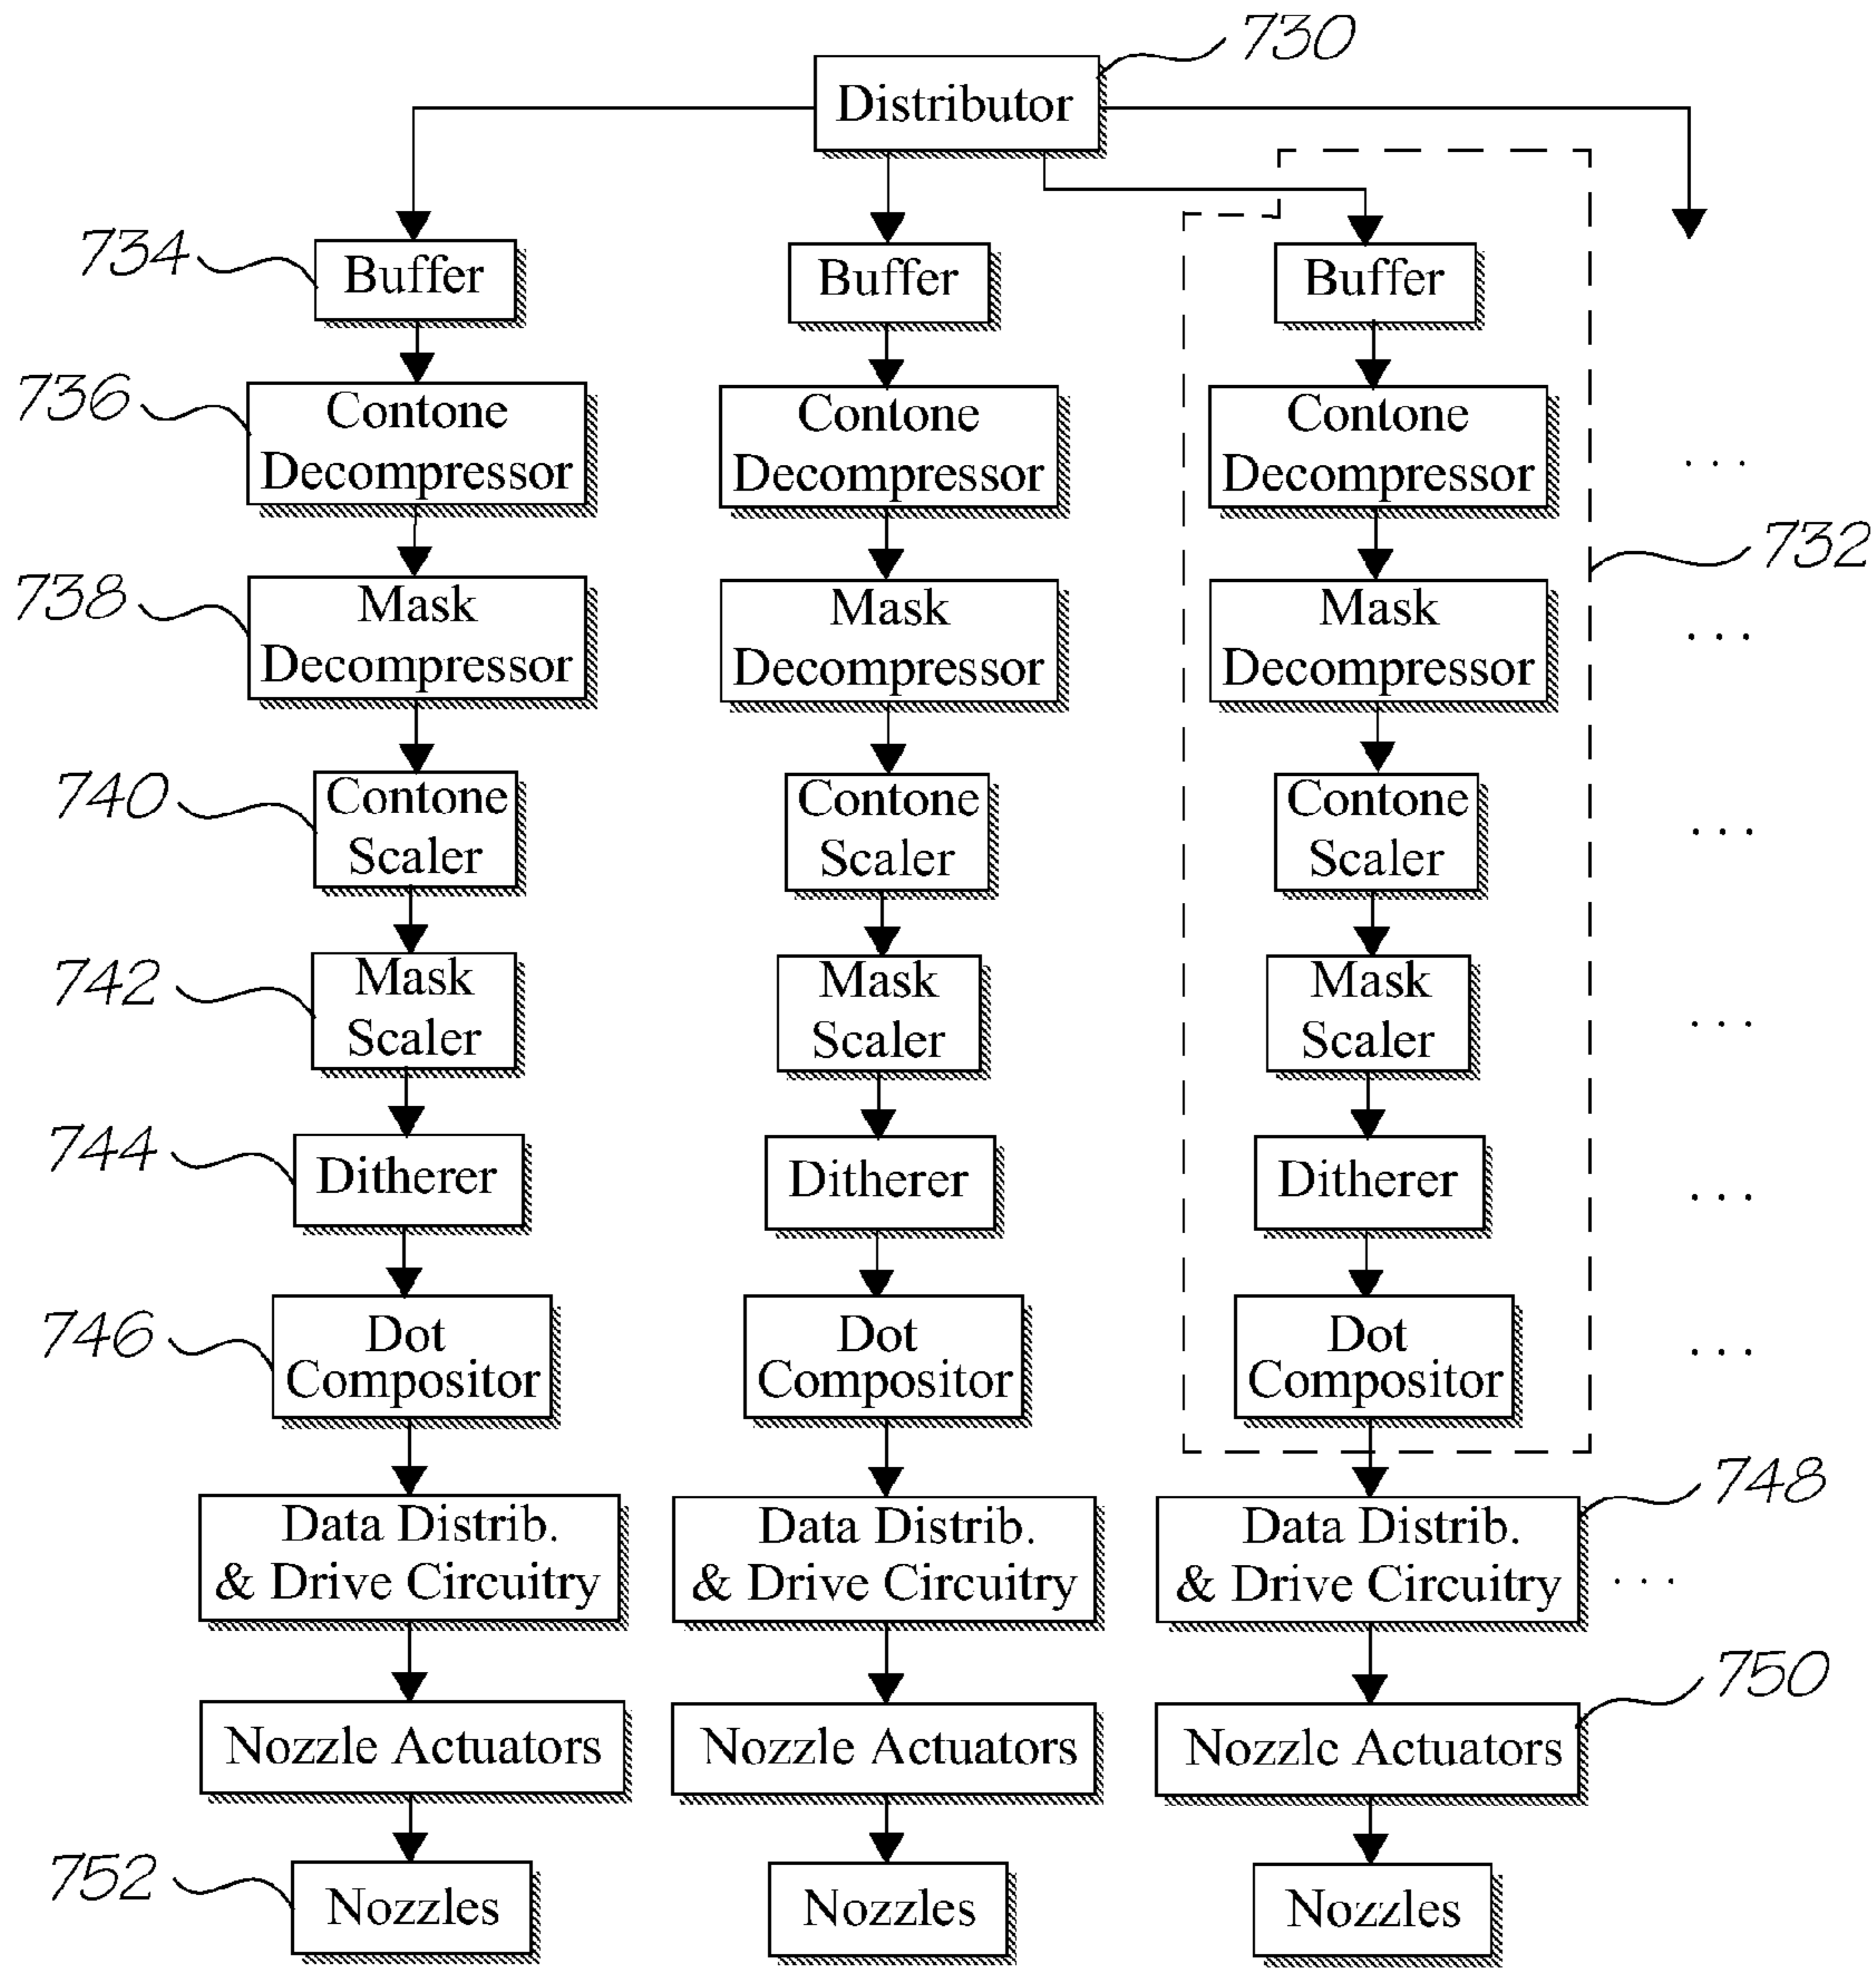 730
Distributor
734 Buffer Buffer Buffer
736 Contone Contone Contone
Decompressor Decompressor Decompressor ...
732
738 Mask Mask Mask
Decompressor Decompressor Decompressor ...
740 Contone Contone Contone
Scaler Scaler Scaler ...
742 Mask Mask Mask
Scaler Scaler Scaler ...
744 Ditherer Ditherer Ditherer ...
746 Dot Dot Dot ...
Compositor Compositor Compositor
748
Data Distrib. Data Distrib. Data Distrib.
& Drive Circuitry & Drive Circuitry & Drive Circuitry ...
750
Nozzle Actuators Nozzle Actuators Nozzle Actuators
752 Nozzles Nozzles Nozzles